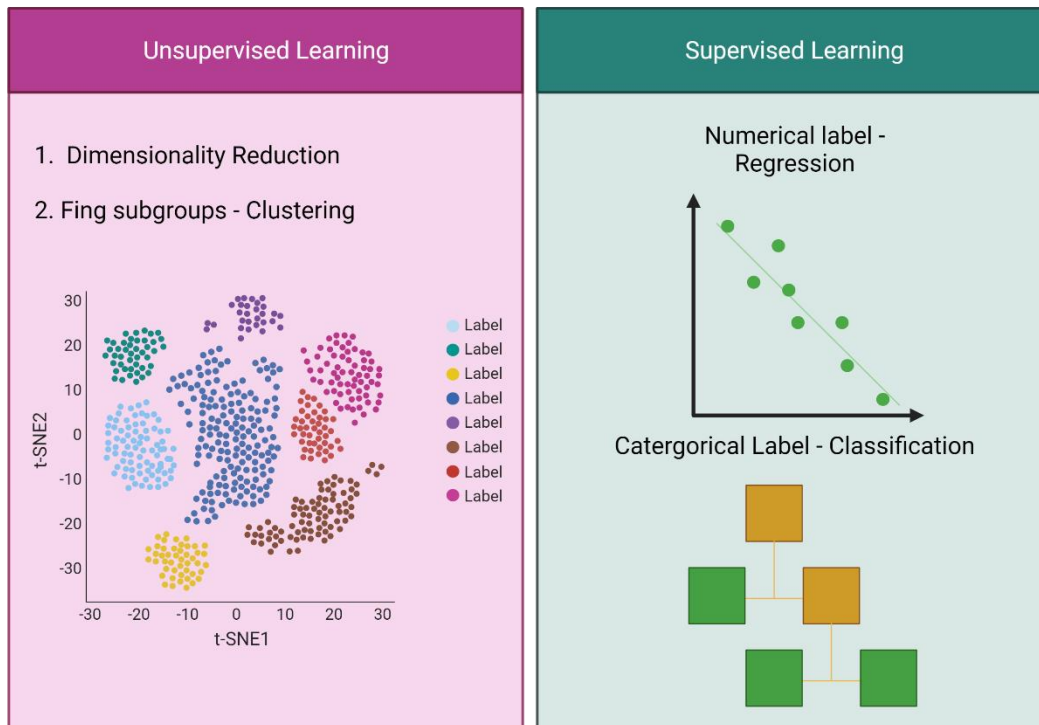 Unsupervised Learning
1. Dimensionality Reduction
2. Fing subgroups - Clustering
30
20
10
0
-10
-20
-30
t-SNE2
-30 -20 -10 0 10 20 30
t-SNE1
Label
Label
Label
Label
Label
Label
Label
Label
Supervised Learning
Numerical label -
Regression
Catergorical Label - Classification